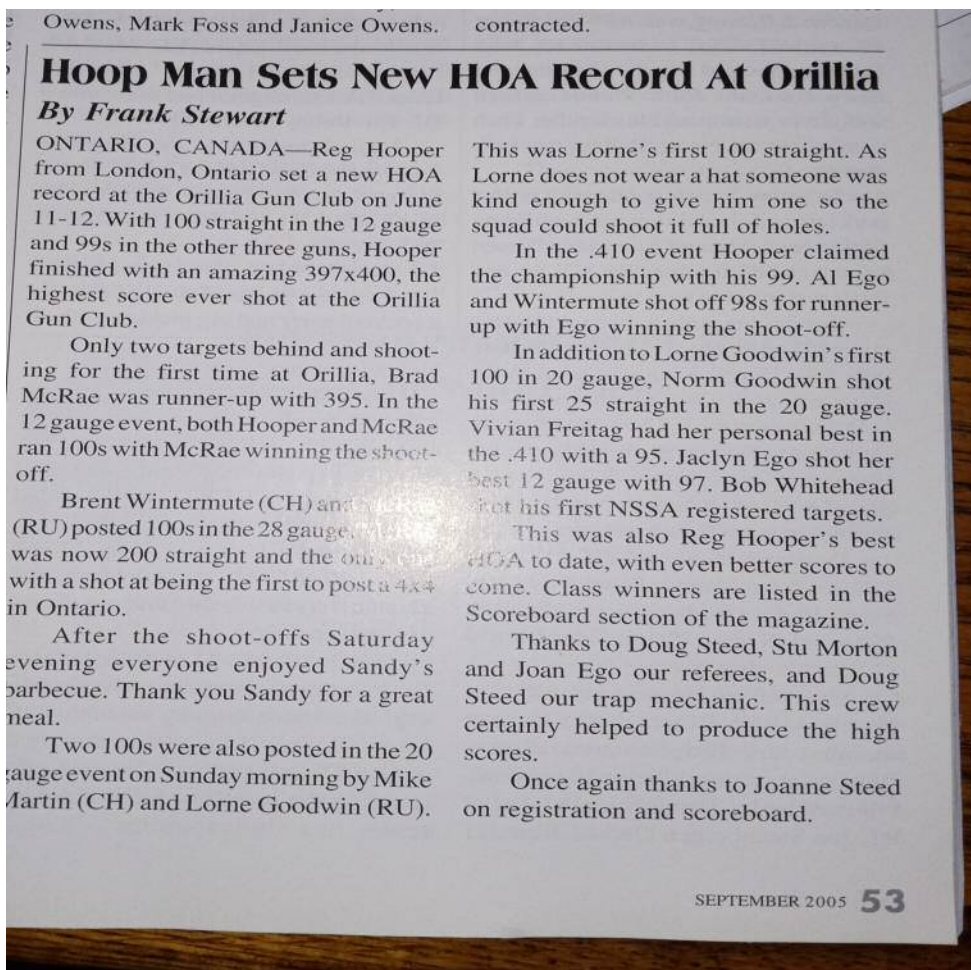 Owens, Mark Foss and Janice Owens.
contracted.
Hoop Man Sets New HOA Record At Orillia
By Frank Stewart
ONTARIO, CANADA—Reg Hooper
from London, Ontario set a new HOA
record at the Orillia Gun Club on June
11-12. With 100 straight in the 12 gauge
and 99s in the other three guns, Hooper
finished with an amazing 397x400, the
highest score ever shot at the Orillia
Gun Club.
Only two targets behind and shoot-
ing for the first time at Orillia, Brad
McRae was runner-up with 395. In the
12 gauge event, both Hooper and McRae
ran 100s with McRae winning the shoot-
off.
Brent Wintermute (CH) and
(RU) posted 100s in the 28 gauge.
was now 200 straight and the only
with a shot at being the first to post a 4x4
in Ontario.
After the shoot-offs Saturday
evening everyone enjoyed Sandy's
barbecue. Thank you Sandy for a great
meal.
Two 100s were also posted in the 20
gauge event on Sunday morning by Mike
Martin (CH) and Lorne Goodwin (RU).
This was Lorne's first 100 straight. As
Lorne does not wear a hat someone was
kind enough to give him one so the
squad could shoot it full of holes.
In the .410 event Hooper claimed
the championship with his 99. Al Ego
and Wintermute shot off 98s for runner-
up with Ego winning the shoot-off.
In addition to Lorne Goodwin's first
100 in 20 gauge, Norm Goodwin shot
his first 25 straight in the 20 gauge.
Vivian Freitag had her personal best in
the .410 with a 95. Jaclyn Ego shot her
best 12 gauge with 97. Bob Whitehead
shot his first NSSA registered targets.
This was also Reg Hooper's best
HOA to date, with even better scores to
come. Class winners are listed in the
Scoreboard section of the magazine.
Thanks to Doug Steed, Stu Morton
and Joan Ego our referees, and Doug
Steed our trap mechanic. This crew
certainly helped to produce the high
scores.
Once again thanks to Joanne Steed
on registration and scoreboard.
SEPTEMBER 2005 53